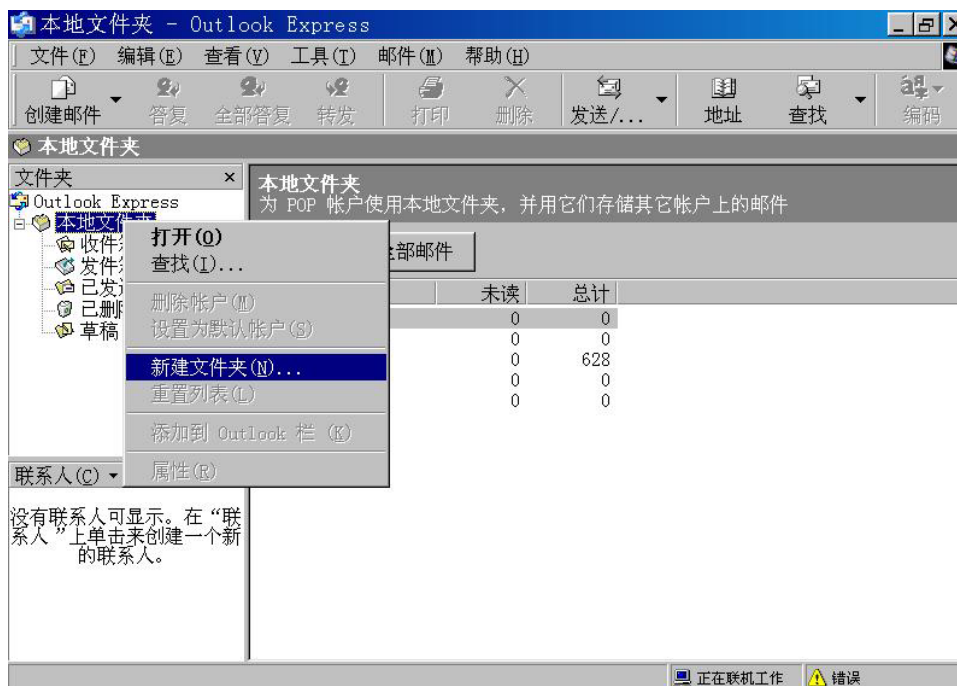 本地文件夹 - Outlook Express
文件(F) 编辑(E) 查看(V) 工具(T) 邮件(M) 帮助(H)
创建邮件 答复 全部答复 转发 打印 删除 发送/... 地址 查找 编码
本地文件夹
文件夹 ×
本地文件夹
为 POP 帐户使用本地文件夹，并用它们存储其它帐户上的邮件
Outlook Express
本地文件
收件
发件
已发
已删
草稿
打开(O)
查找(I)...
删除帐户(M)
设置为默认帐户(S)
新建文件夹(N)...
重置列表(L)
添加到 Outlook 栏 (K)
属性(R)
全部邮件
未读 总计
0 0
0 0
0 628
0 0
0 0
联系人(C)
没有联系人可显示。在“联
系人 ”上单击来创建一个新
的联系人。
正在联机工作 错误